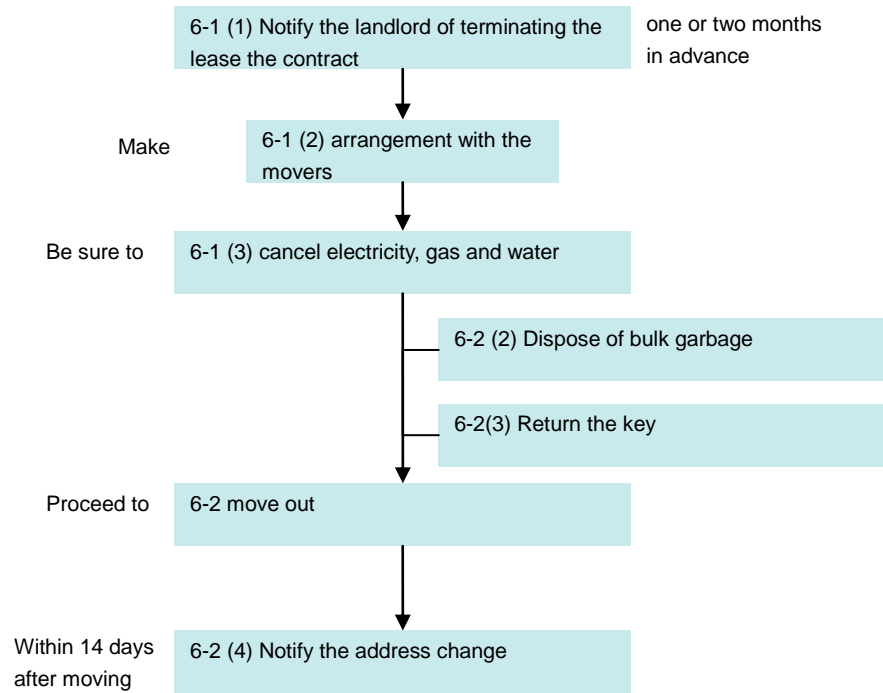 6-1 (1) Notify the landlord of terminating the
lease the contract
one or two months
in advance
Make
6-1 (2) arrangement with the
movers
Be sure to
6-1 (3) cancel electricity, gas and water
6-2 (2) Dispose of bulk garbage
6-2(3) Return the key
Proceed to
6-2 move out
Within 14 days
after moving
6-2 (4) Notify the address change